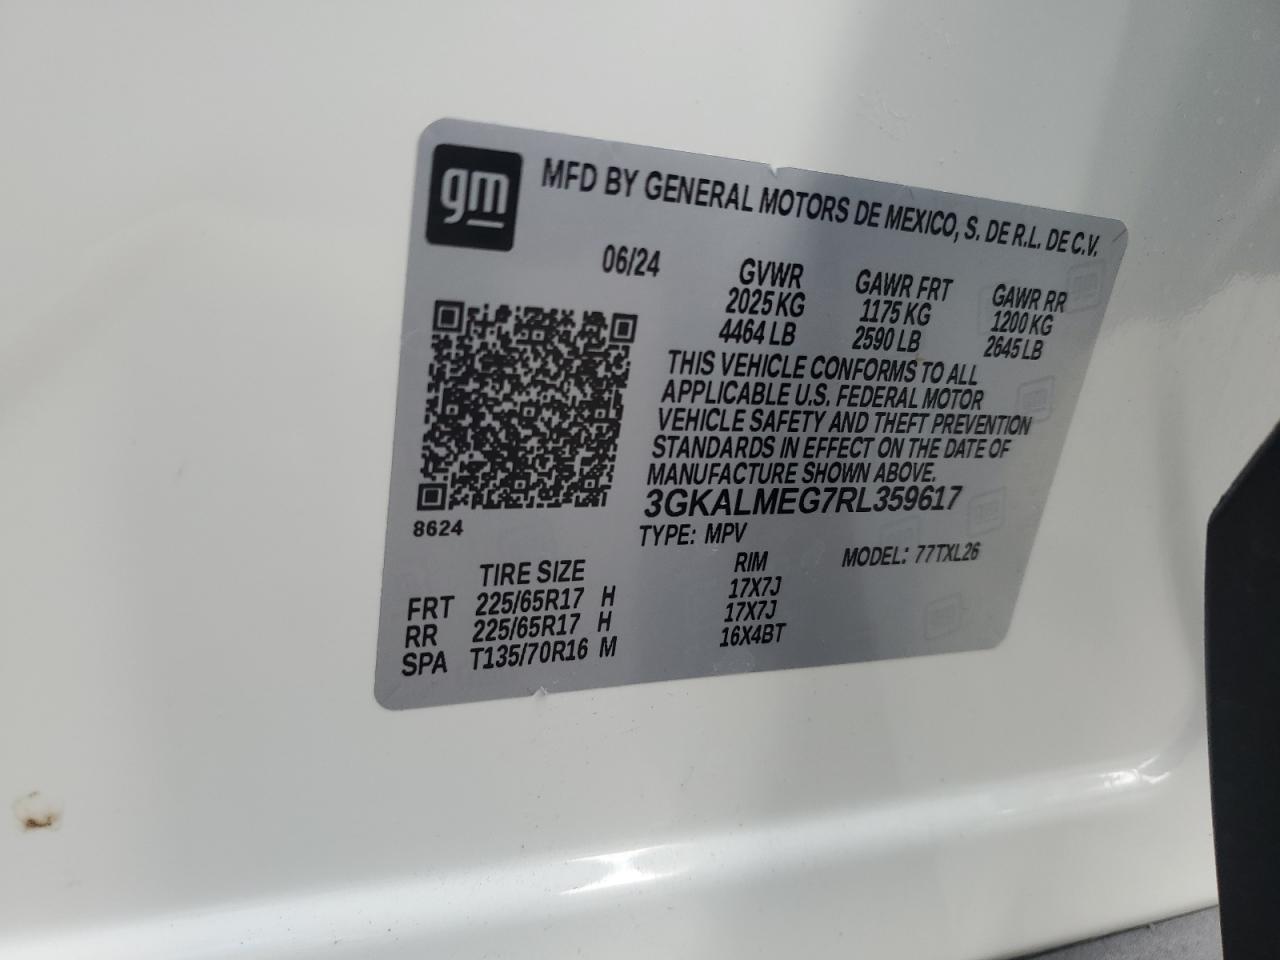 gm
MFD BY GENERAL MOTORS DE MEXICO, S. DE R.L. DE C.V.
06/24
GVWR GAWR FRT GAWR RR
2025 KG 1175 KG 1200 KG
4464 LB 2590 LB 2645 LB
THIS VEHICLE CONFORMS TO ALL
APPLICABLE U.S. FEDERAL MOTOR
VEHICLE SAFETY AND THEFT PREVENTION
STANDARDS IN EFFECT ON THE DATE OF
MANUFACTURE SHOWN ABOVE.
3GKALMEG7RL359617
8624
TYPE: MPV MODEL: 77TXL26
TIRE SIZE RIM
FRT 225/65R17 H 17X7J
RR 225/65R17 H 17X7J
SPA T135/70R16 M 16X4BT